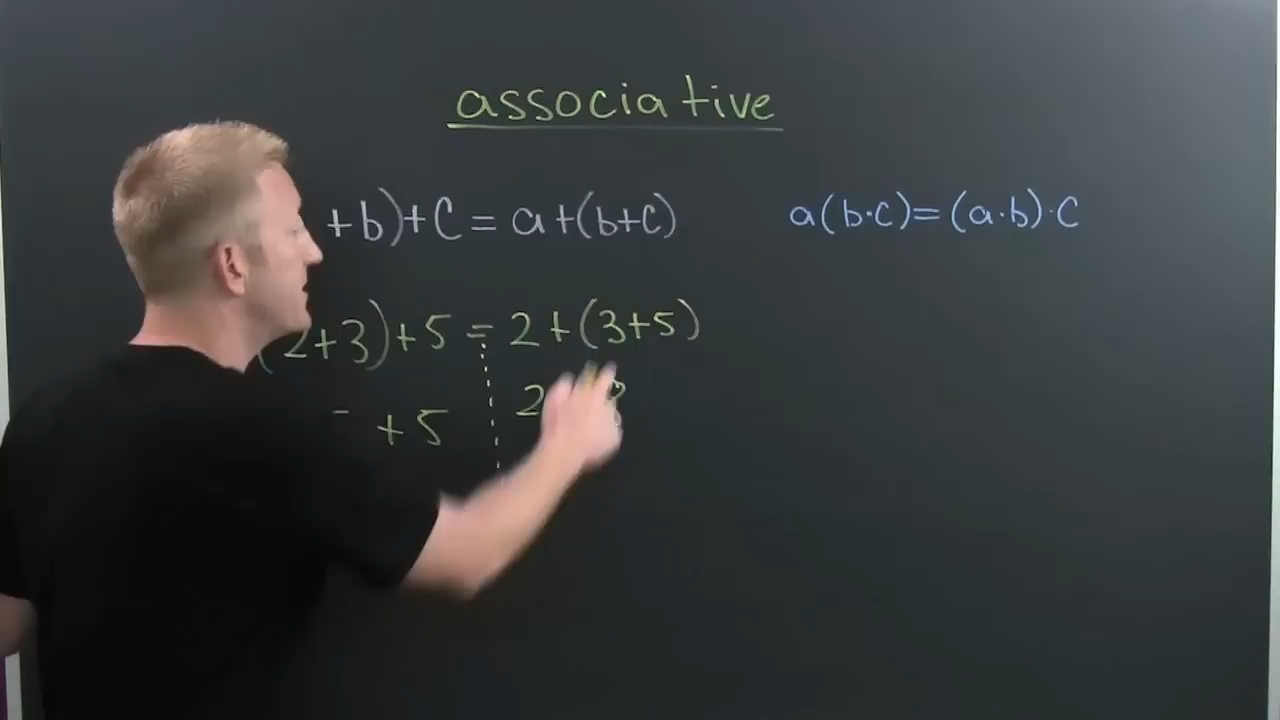 associative
+b)+c=a+(b+c)
a(b·c)=(a·b)·c
(2+3)+5=2+(3+5)
+5
2